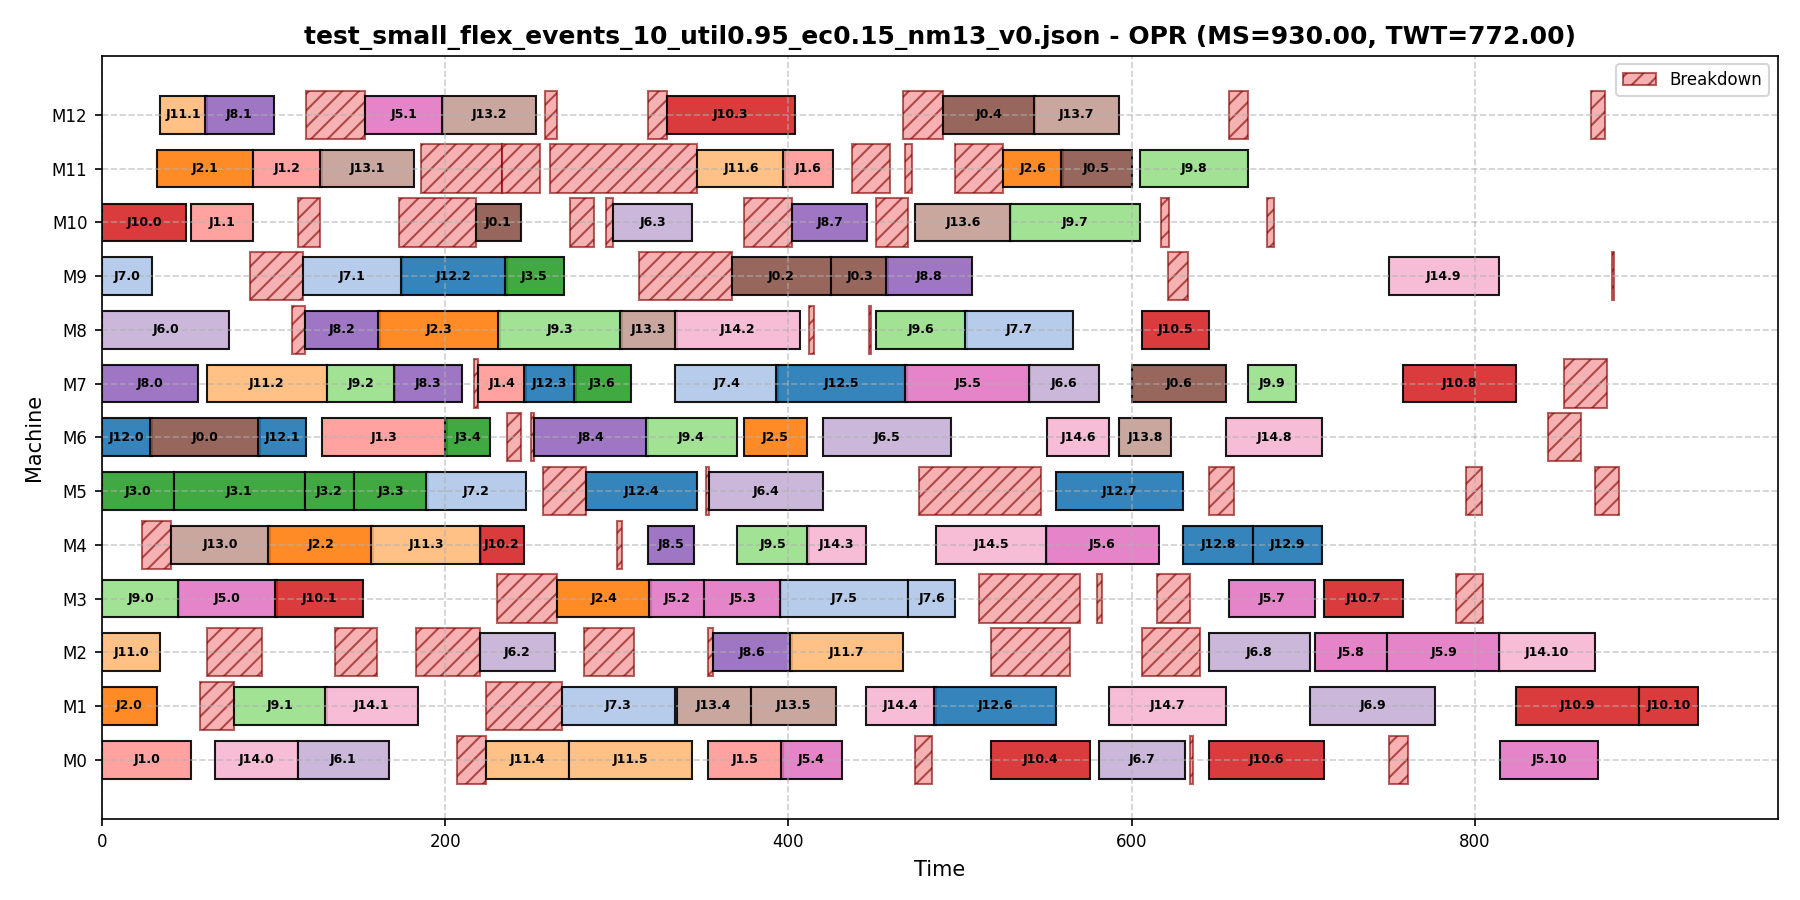 test_small_flex_events_10_util0.95_ec0.15_nm13_v0.json - OPR (MS=930.00, TWT=772.00)
Breakdown
M12 J11.1 J8.1 J5.1 J13.2 J10.3 J0.4 J13.7
M11 J2.1 J1.2 J13.1 J11.6 J1.6 J2.6 J0.5 J9.8
M10 J10.0 J1.1 J0.1 J6.3 J8.7 J13.6 J9.7
M9 J7.0 J7.1 J12.2 J3.5 J0.2 J0.3 J8.8 J14.9
M8 J6.0 J8.2 J2.3 J9.3 J13.3 J14.2 J9.6 J7.7 J10.5
M7 J8.0 J11.2 J9.2 J8.3 J1.4 J12.3 J3.6 J7.4 J12.5 J5.5 J6.6 J0.6 J9.9 J10.8
M6 J12.0 J0.0 J12.1 J1.3 J3.4 J8.4 J9.4 J2.5 J6.5 J14.6 J13.8 J14.8
M5 J3.0 J3.1 J3.2 J3.3 J7.2 J12.4 J6.4 J12.7
M4 J13.0 J2.2 J11.3 J10.2 J8.5 J9.5 J14.3 J14.5 J5.6 J12.8 J12.9
M3 J9.0 J5.0 J10.1 J2.4 J5.2 J5.3 J7.5 J7.6 J5.7 J10.7
M2 J11.0 J6.2 J8.6 J11.7 J6.8 J5.8 J5.9 J14.10
M1 J2.0 J9.1 J14.1 J7.3 J13.4 J13.5 J14.4 J12.6 J14.7 J6.9 J10.9 J10.10
M0 J1.0 J14.0 J6.1 J11.4 J11.5 J1.5 J5.4 J10.4 J6.7 J10.6 J5.10
0 200 400 600 800
Time
Machine